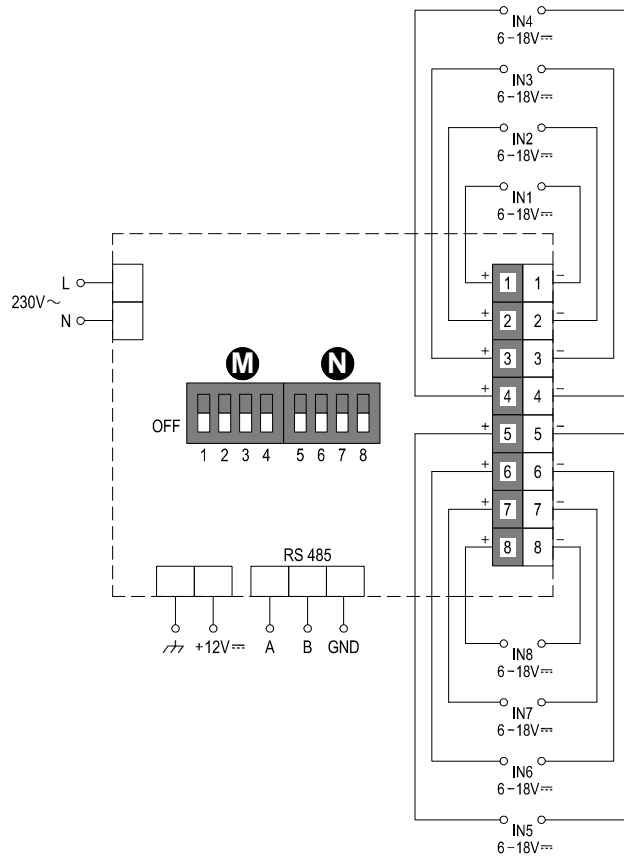 IN4
6–18V⎓
IN3
6–18V⎓
IN2
6–18V⎓
IN1
6–18V⎓
L
230V~
N
+ 1 1 –
+ 2 2 –
+ 3 3 –
+ 4 4 –
+ 5 5 –
+ 6 6 –
+ 7 7 –
+ 8 8 –
M N
OFF
1 2 3 4 5 6 7 8
RS 485
+12V⎓ A B GND
IN8
6–18V⎓
IN7
6–18V⎓
IN6
6–18V⎓
IN5
6–18V⎓